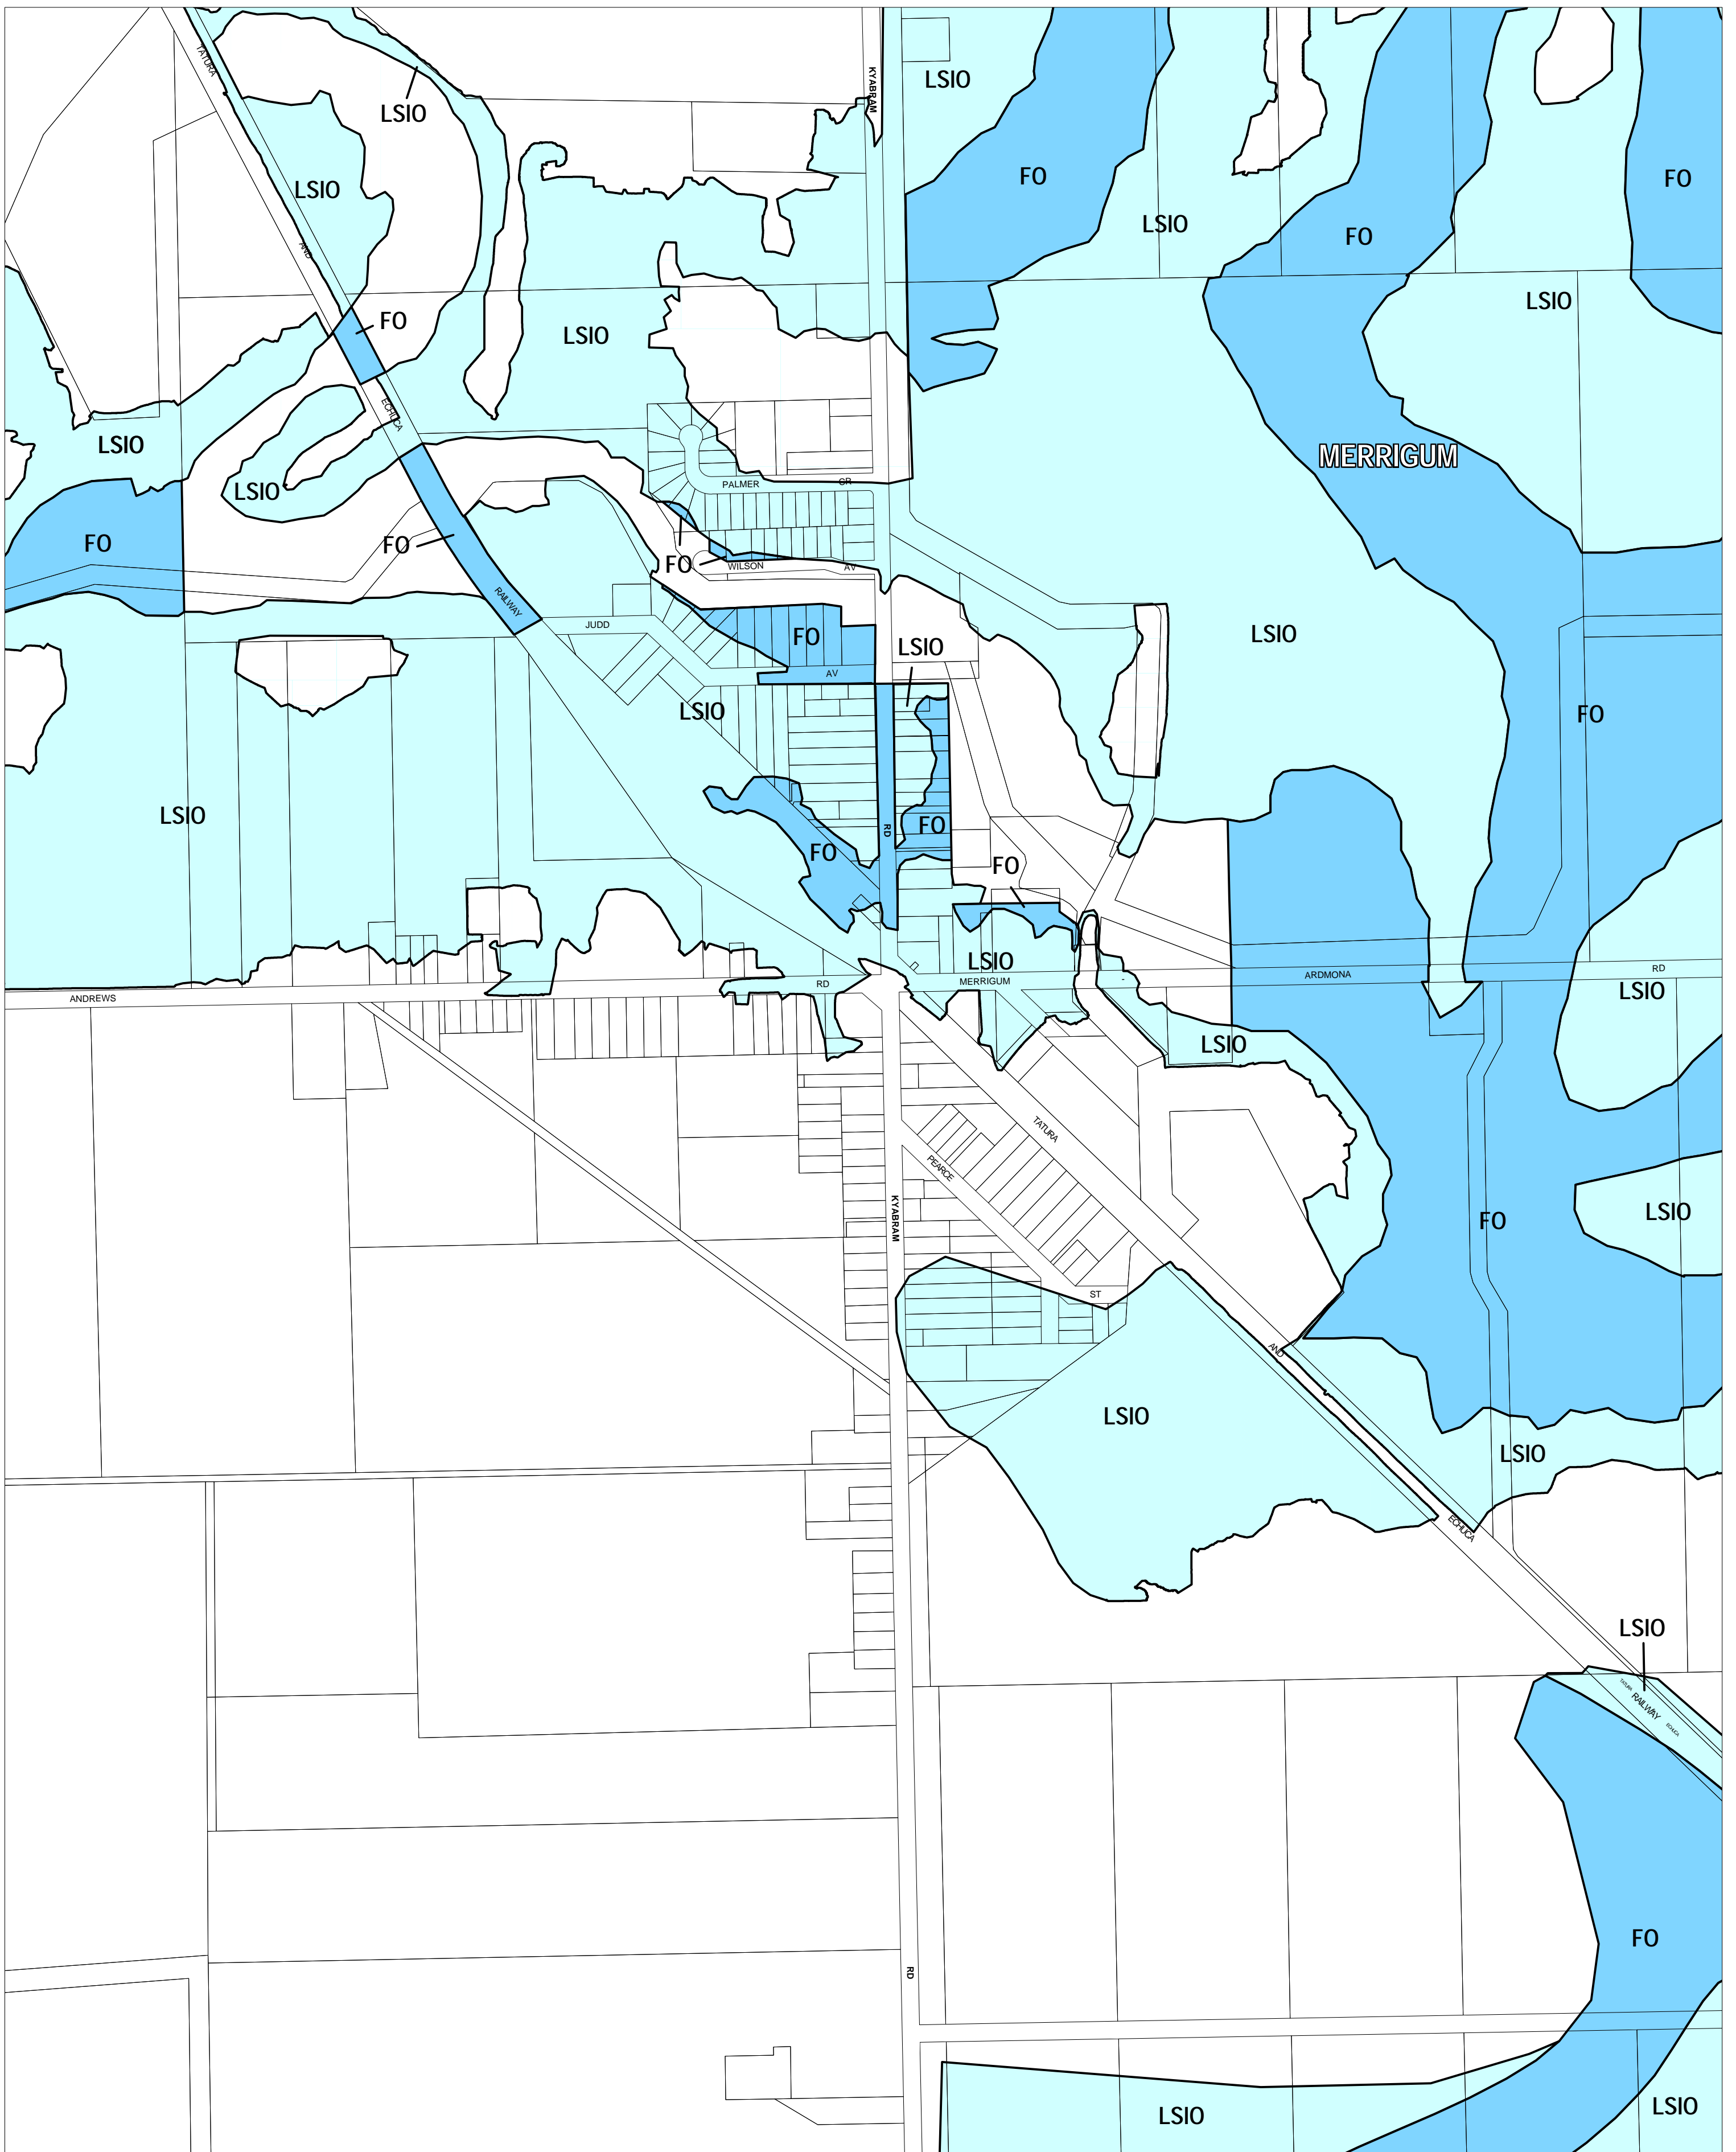 TATURA
KYABRAM
LSIO
LSIO
FO
FO
LSIO
LSIO
FO
AND
LSIO
FO
LSIO
ECHUCA
LSIO
MERRIGUM
LSIO
PALMER
GR
FO
FO
FO
WILSON
AV
RAILWAY
JUDD
FO
LSIO
LSIO
AV
LSIO
FO
LSIO
FO
RD
FO
FO
LSIO
ANDREWS
RD
MERRIGUM
ARDMONA
RD
LSIO
LSIO
TATURA
PEARCE
KYABRAM
FO
LSIO
ST
AND
LSIO
LSIO
ECHUCA
LSIO
TATURA
RAILWAY
ECHUCA
FO
RD
LSIO
LSIO